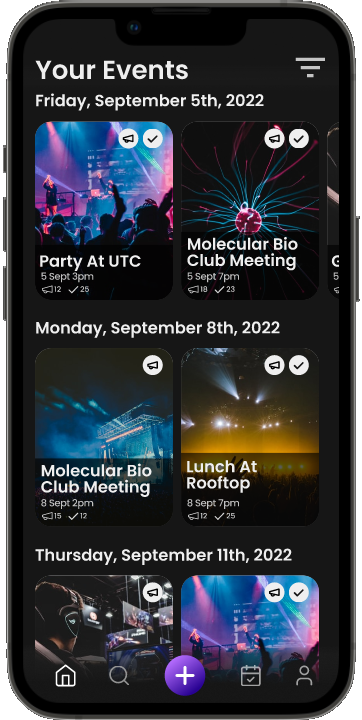 Your Events
Friday, September 5th, 2022
Party At UTC
5 Sept 3pm
12 25
Molecular Bio
Club Meeting
5 Sept 7pm
18 23
G
Monday, September 8th, 2022
Molecular Bio
Club Meeting
8 Sept 2pm
15 12
Lunch At
Rooftop
8 Sept 7pm
12 25
Thursday, September 11th, 2022